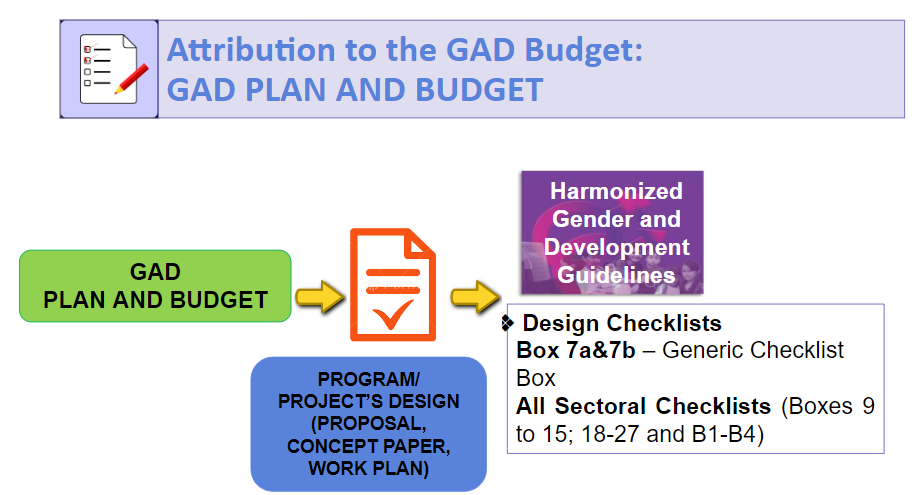 Attribution to the GAD Budget:
GAD PLAN AND BUDGET
Harmonized
Gender and
Development
Guidelines
GAD
PLAN AND BUDGET
❖ Design Checklists
Box 7a&7b – Generic Checklist
Box
All Sectoral Checklists (Boxes 9
to 15; 18-27 and B1-B4)
PROGRAM/
PROJECT’S DESIGN
(PROPOSAL,
CONCEPT PAPER,
WORK PLAN)